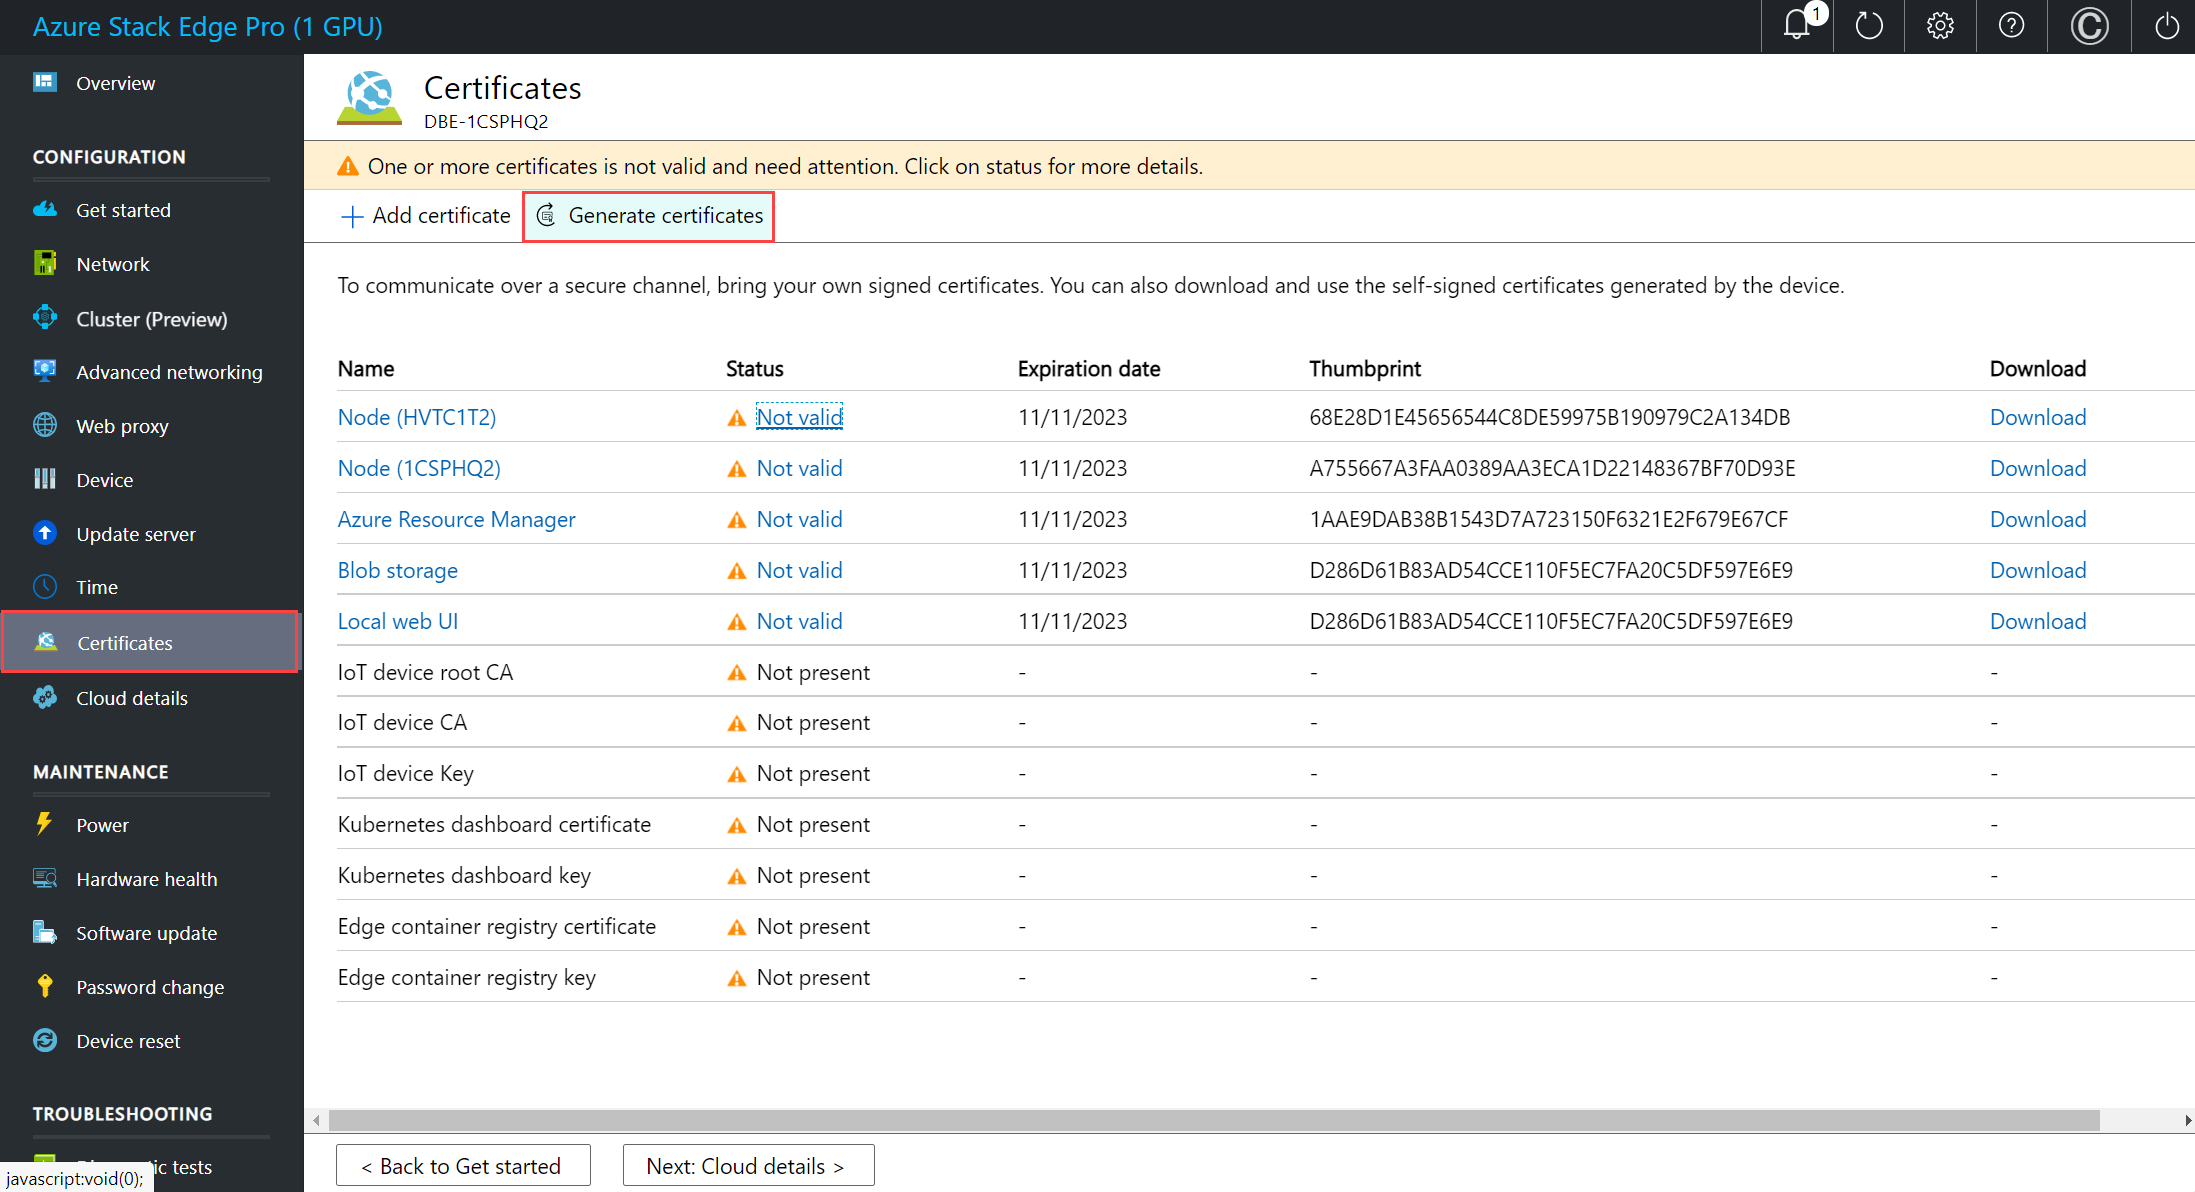 Azure Stack Edge Pro (1 GPU)
1
Overview
CONFIGURATION
Get started
Network
Cluster (Preview)
Advanced networking
Web proxy
Device
Update server
Time
Certificates
Cloud details
MAINTENANCE
Power
Hardware health
Software update
Password change
Device reset
TROUBLESHOOTING
tests
javascript:void(0);
Certificates
DBE-1CSPHQ2
One or more certificates is not valid and need attention. Click on status for more details.
Add certificate Generate certificates
To communicate over a secure channel, bring your own signed certificates. You can also download and use the self-signed certificates generated by the device.
Name Status Expiration date Thumbprint Download
Node (HVTC1T2) Not valid 11/11/2023 68E28D1E45656544C8DE59975B190979C2A134DB Download
Node (1CSPHQ2) Not valid 11/11/2023 A755667A3FAA0389AA3ECA1D22148367BF70D93E Download
Azure Resource Manager Not valid 11/11/2023 1AAE9DAB38B1543D7A723150F6321E2F679E67CF Download
Blob storage Not valid 11/11/2023 D286D61B83AD54CCE110F5EC7FA20C5DF597E6E9 Download
Local web UI Not valid 11/11/2023 D286D61B83AD54CCE110F5EC7FA20C5DF597E6E9 Download
IoT device root CA Not present - - -
IoT device CA Not present - - -
IoT device Key Not present - - -
Kubernetes dashboard certificate Not present - - -
Kubernetes dashboard key Not present - - -
Edge container registry certificate Not present - - -
Edge container registry key Not present - - -
< Back to Get started Next: Cloud details >